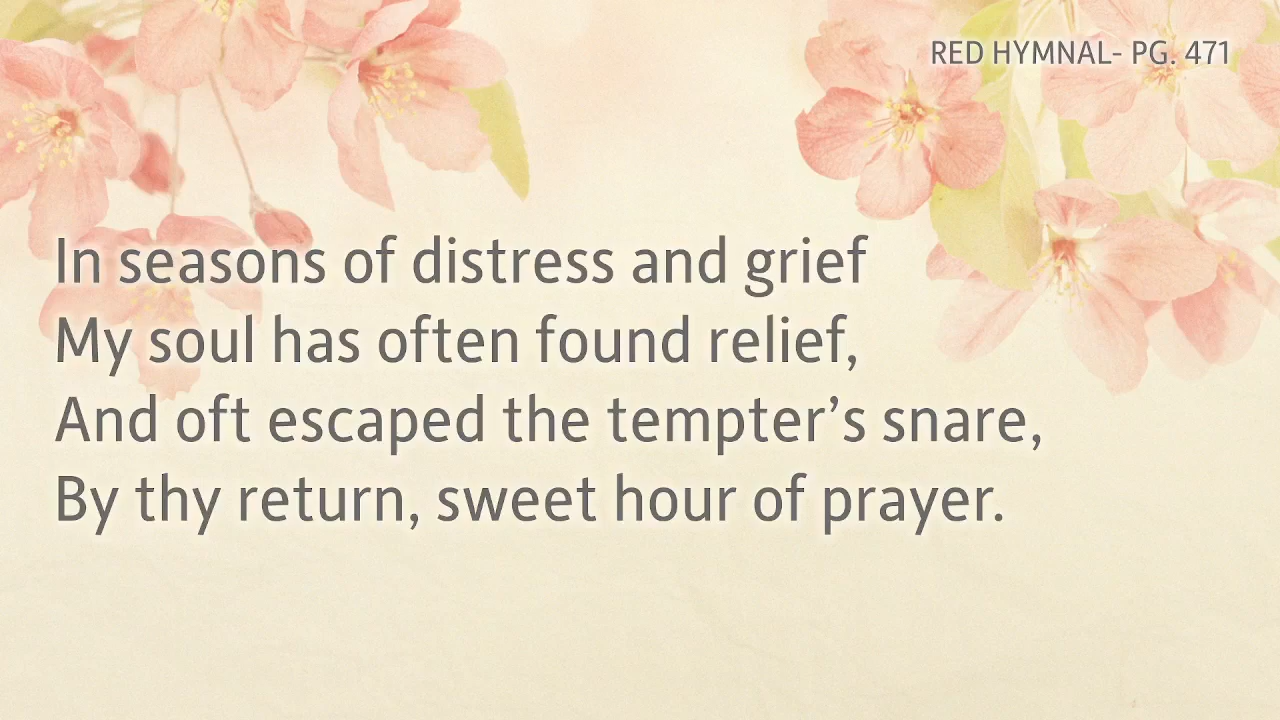 RED HYMNAL- PG. 471
In seasons of distress and grief
My soul has often found relief,
And oft escaped the tempter’s snare,
By thy return, sweet hour of prayer.